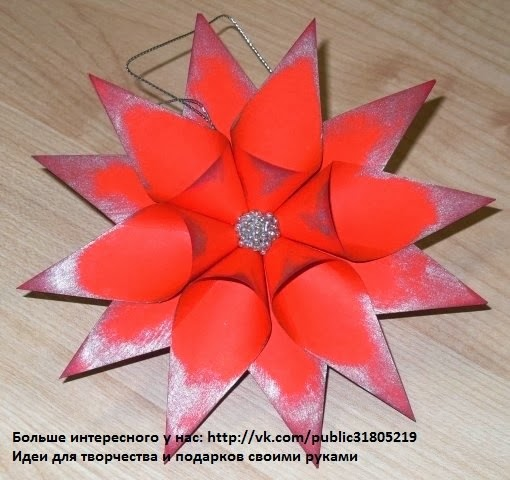 Больше интересного у нас: http://vk.com/public31805219
Идеи для творчества и подарков своими руками